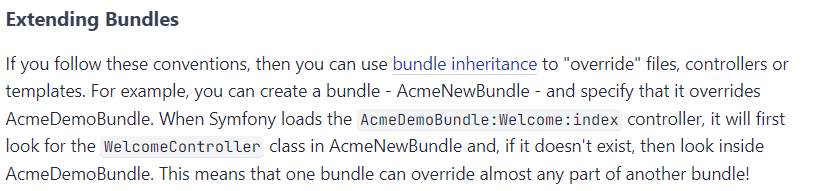 Extending Bundles
If you follow these conventions, then you can use bundle inheritance to "override" files, controllers or
templates. For example, you can create a bundle - AcmeNewBundle - and specify that it overrides
AcmeDemoBundle. When Symfony loads the AcmeDemoBundle:Welcome:index controller, it will first
look for the WelcomeController class in AcmeNewBundle and, if it doesn't exist, then look inside
AcmeDemoBundle. This means that one bundle can override almost any part of another bundle!